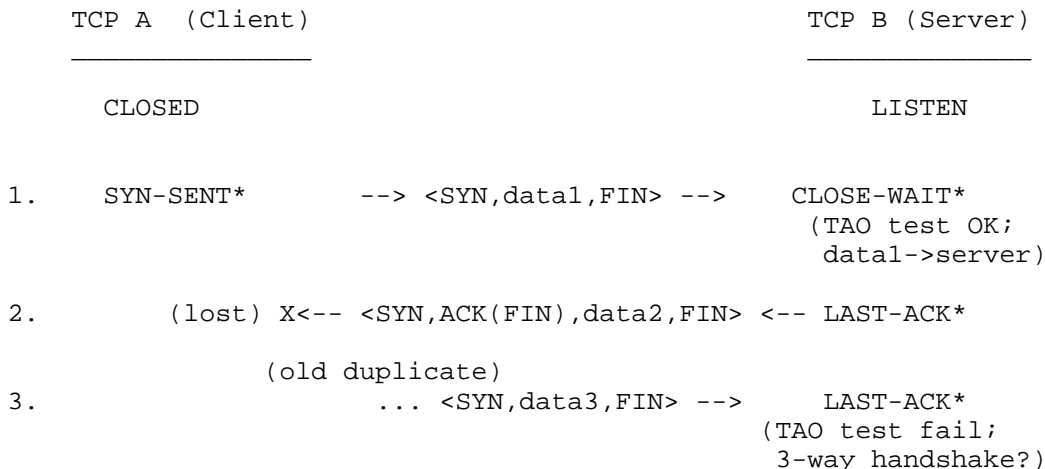 TCP A (Client) TCP B (Server)
_______________ ______________
CLOSED LISTEN
1. SYN-SENT* --> <SYN,data1,FIN> --> CLOSE-WAIT*
(TAO test OK;
data1->server)
2. (lost) X<-- <SYN,ACK(FIN),data2,FIN> <-- LAST-ACK*
(old duplicate)
3. ... <SYN,data3,FIN> --> LAST-ACK*
(TAO test fail;
3-way handshake?)